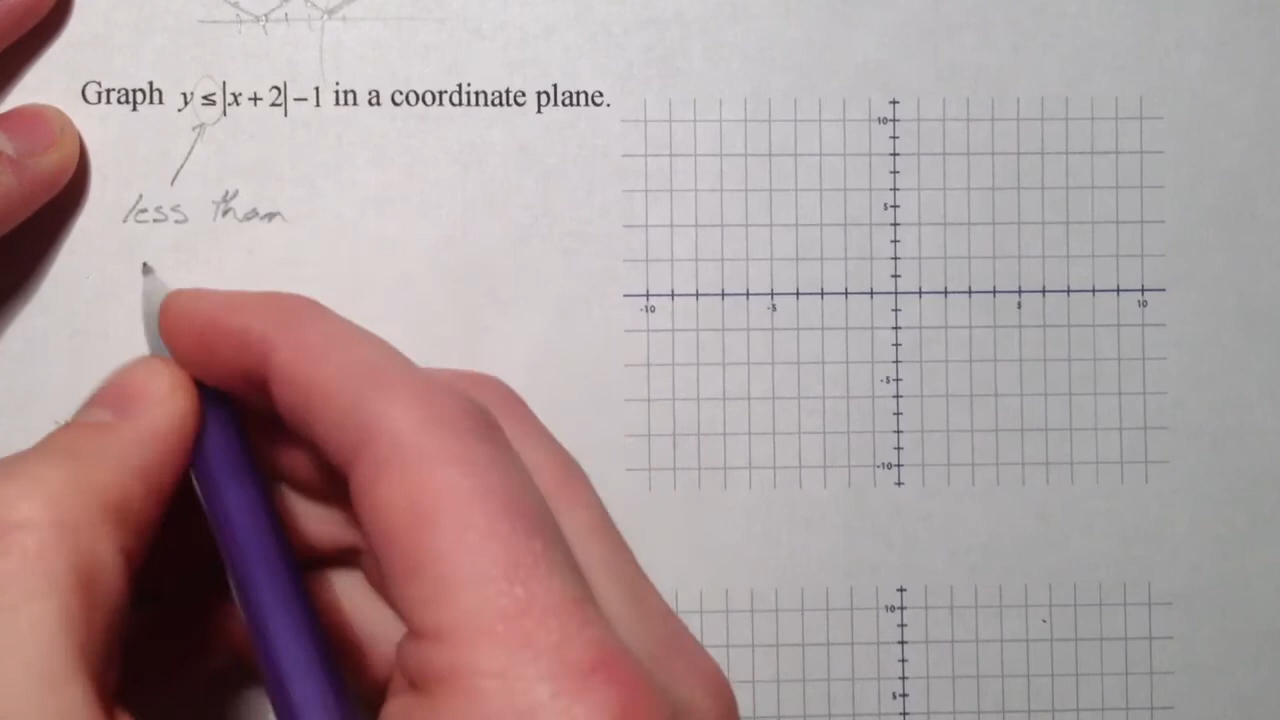 Graph y ≤ |x + 2| − 1 in a coordinate plane.
less than
10
5
-10 -5 5 10
-5
-10
10
5